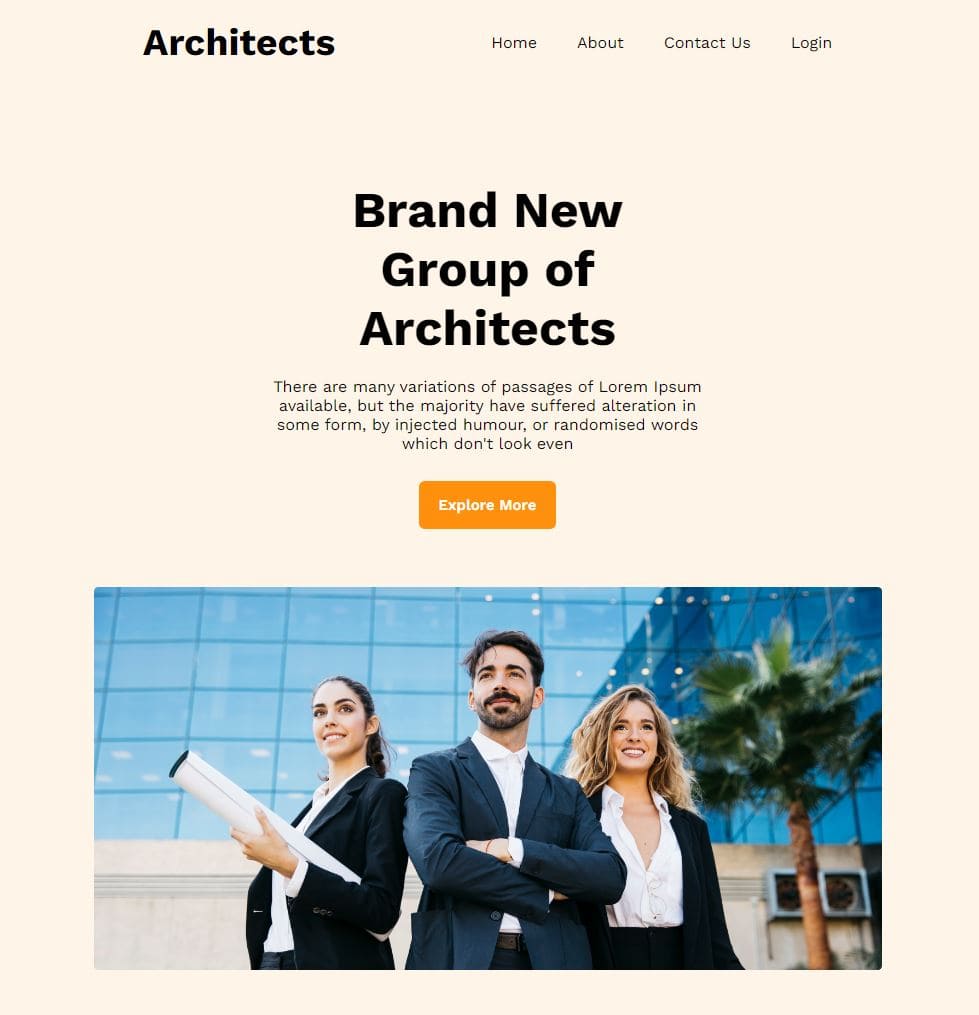 Architects
Home About Contact Us Login
Brand New
Group of
Architects
There are many variations of passages of Lorem Ipsum
available, but the majority have suffered alteration in
some form, by injected humour, or randomised words
which don't look even
Explore More